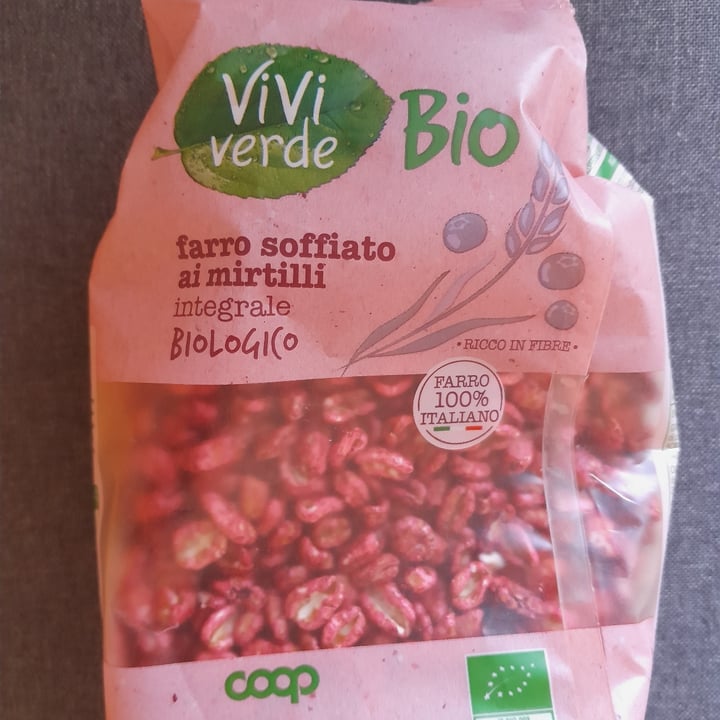 ViVi
verde
Bio
farro soffiato
ai mirtilli
integrale
BIOLOGICO
• RICCO IN FIBRE •
FARRO
100%
ITALIANO
coop